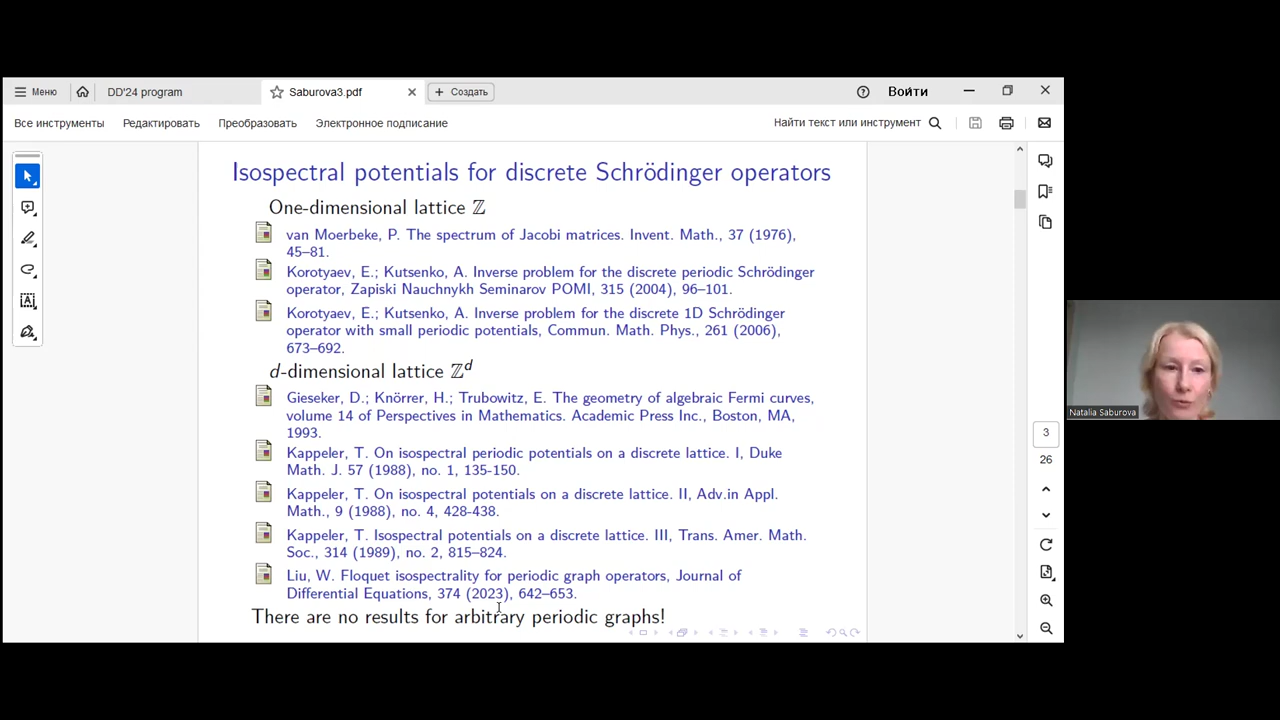 Меню
DD'24 program
Saburova3.pdf
Создать
Войти
Все инструменты
Редактировать
Преобразовать
Электронное подписание
Найти текст или инструмент
Isospectral potentials for discrete Schrödinger operators
One-dimensional lattice ℤ
van Moerbeke, P. The spectrum of Jacobi matrices. Invent. Math., 37 (1976),
45–81.
Korotyaev, E.; Kutsenko, A. Inverse problem for the discrete periodic Schrödinger
operator, Zapiski Nauchnykh Seminarov POMI, 315 (2004), 96–101.
Korotyaev, E.; Kutsenko, A. Inverse problem for the discrete 1D Schrödinger
operator with small periodic potentials, Commun. Math. Phys., 261 (2006),
673–692.
d-dimensional lattice ℤᵈ
Gieseker, D.; Knörrer, H.; Trubowitz, E. The geometry of algebraic Fermi curves,
volume 14 of Perspectives in Mathematics. Academic Press Inc., Boston, MA,
1993.
Kappeler, T. On isospectral periodic potentials on a discrete lattice. I, Duke
Math. J. 57 (1988), no. 1, 135-150.
Kappeler, T. On isospectral potentials on a discrete lattice. II, Adv.in Appl.
Math., 9 (1988), no. 4, 428-438.
Kappeler, T. Isospectral potentials on a discrete lattice. III, Trans. Amer. Math.
Soc., 314 (1989), no. 2, 815–824.
Liu, W. Floquet isospectrality for periodic graph operators, Journal of
Differential Equations, 374 (2023), 642–653.
There are no results for arbitrary periodic graphs!
3
26
Natalia Saburova